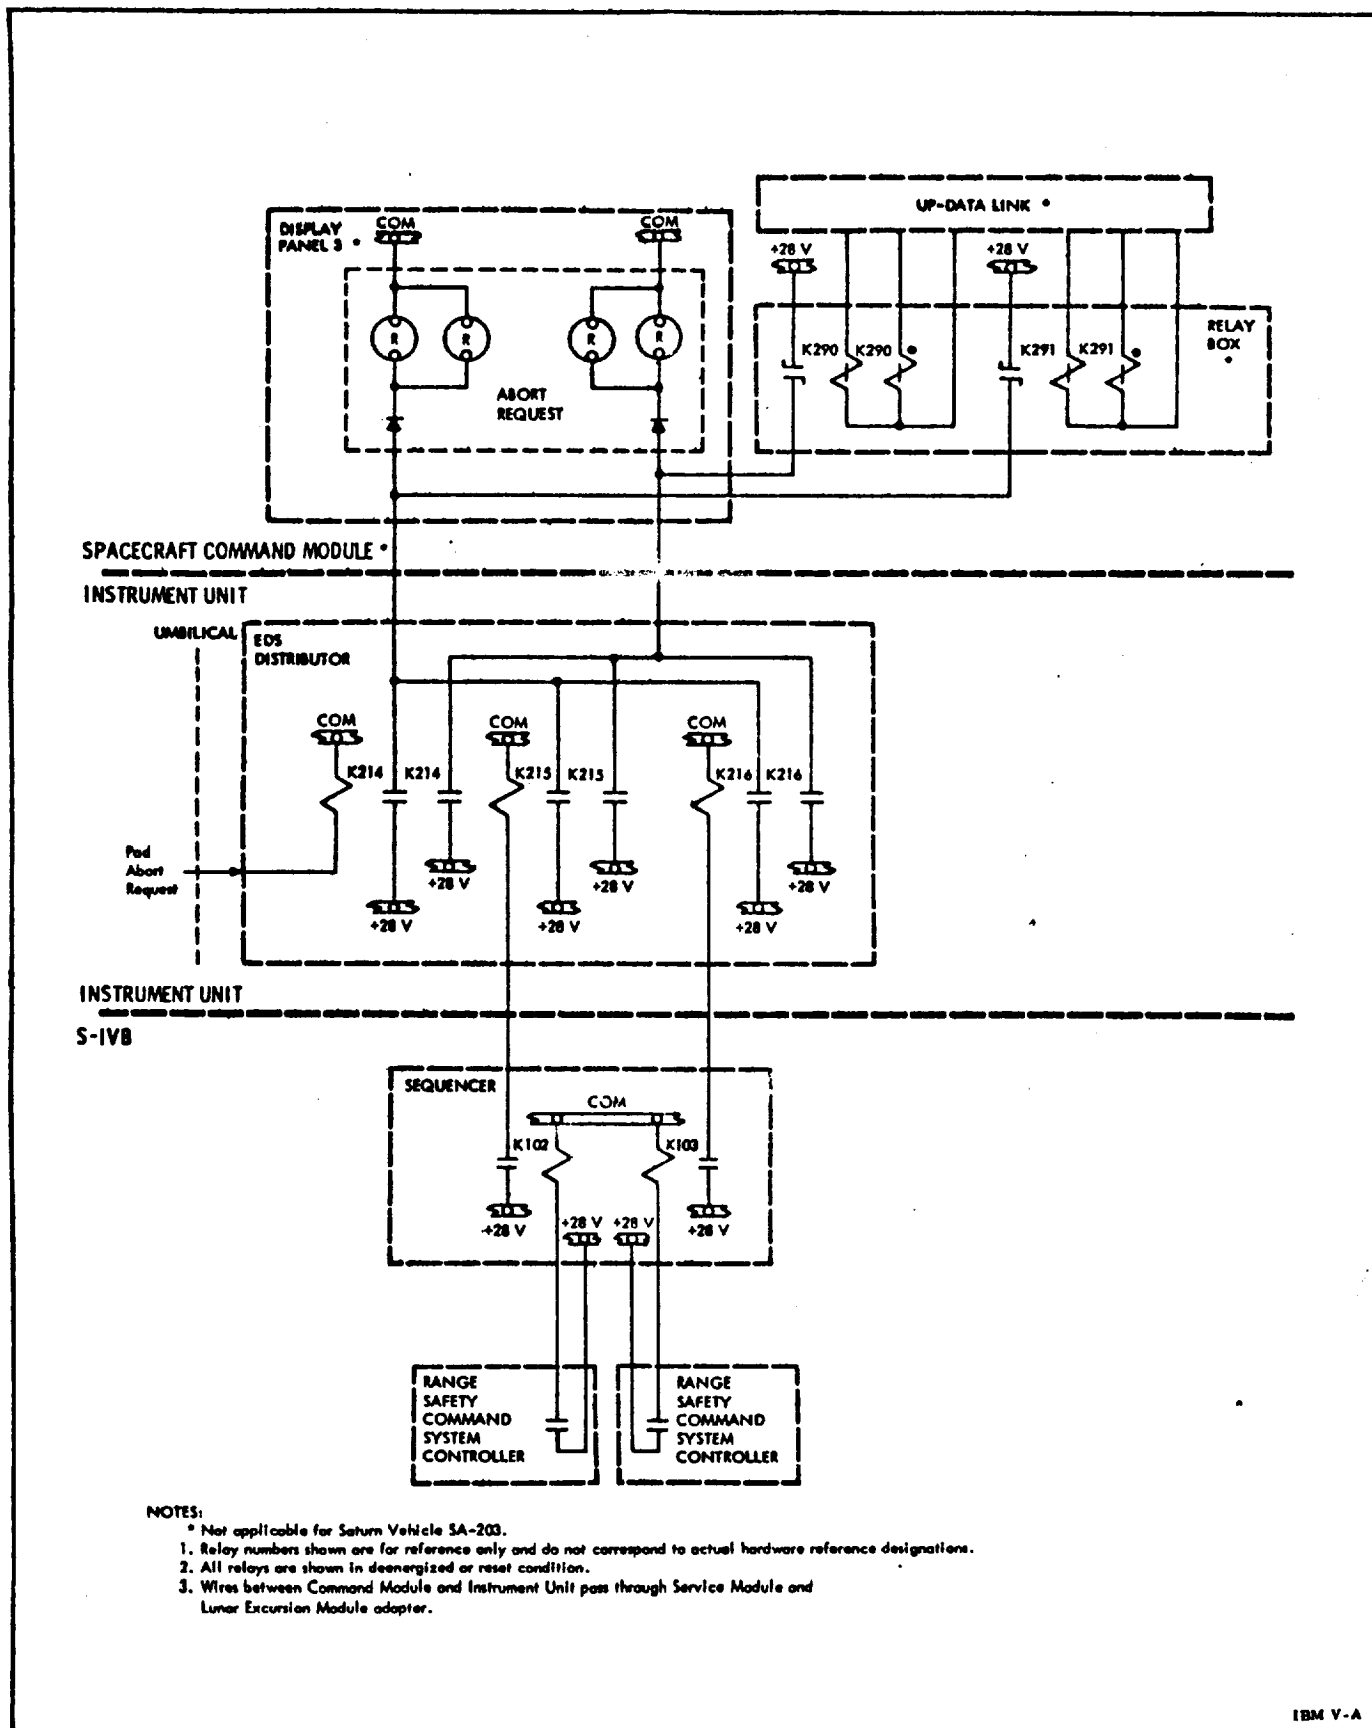 UP-DATA LINK *
DISPLAY
PANEL 3 *
COM
COM
+28 V
+28 V
R
R
R
R
RELAY
BOX
*
K290
K290
K291
K291
ABORT
REQUEST
SPACECRAFT COMMAND MODULE *
INSTRUMENT UNIT
UMBILICAL
EDS
DISTRIBUTOR
COM
COM
COM
K214
K214
K215
K215
K216
K216
Pad
Abort
Request
+28 V
+28 V
+28 V
+28 V
+28 V
+28 V
INSTRUMENT UNIT
S-IVB
SEQUENCER
COM
K102
K103
+28 V
+28 V
+28 V
+28 V
RANGE
SAFETY
COMMAND
SYSTEM
CONTROLLER
RANGE
SAFETY
COMMAND
SYSTEM
CONTROLLER
NOTES:
* Not applicable for Saturn Vehicle SA-203.
1. Relay numbers shown are for reference only and do not correspond to actual hardware reference designations.
2. All relays are shown in deenergized or reset condition.
3. Wires between Command Module and Instrument Unit pass through Service Module and
Lunar Excursion Module adapter.
IBM V-A